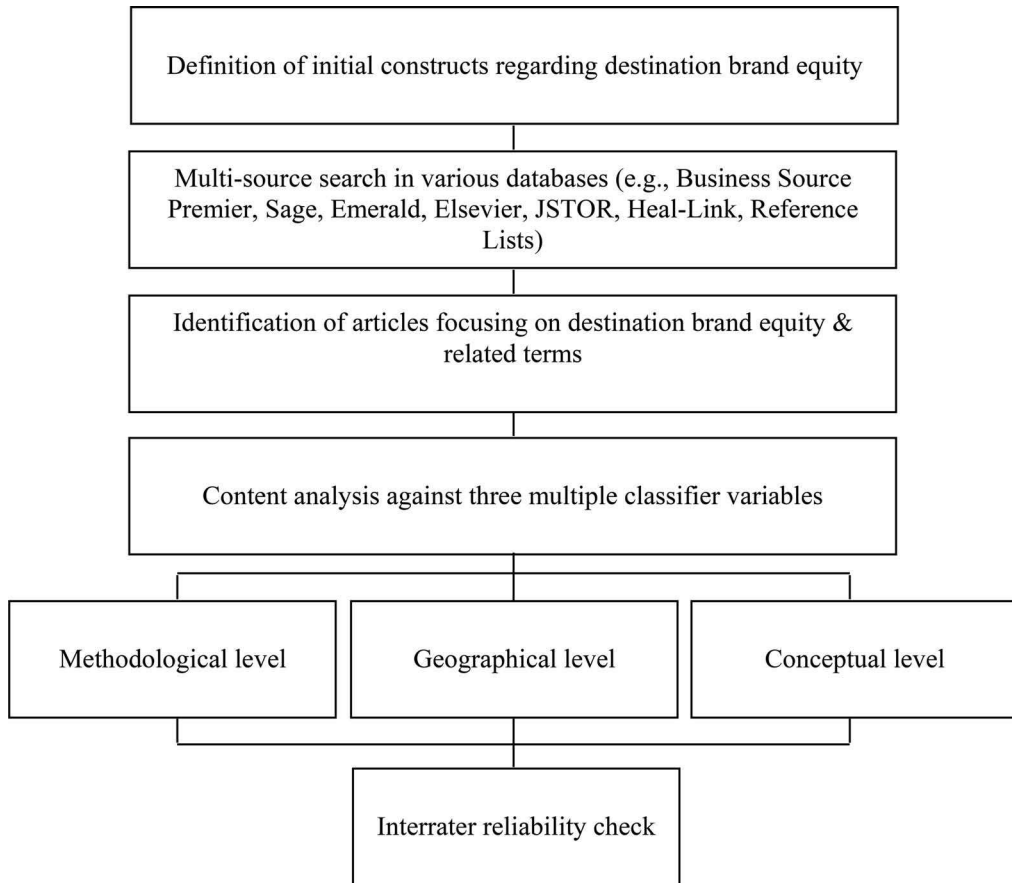 Definition of initial constructs regarding destination brand equity
Multi-source search in various databases (e.g., Business Source
Premier, Sage, Emerald, Elsevier, JSTOR, Heal-Link, Reference
Lists)
Identification of articles focusing on destination brand equity &
related terms
Content analysis against three multiple classifier variables
Methodological level
Geographical level
Conceptual level
Interrater reliability check